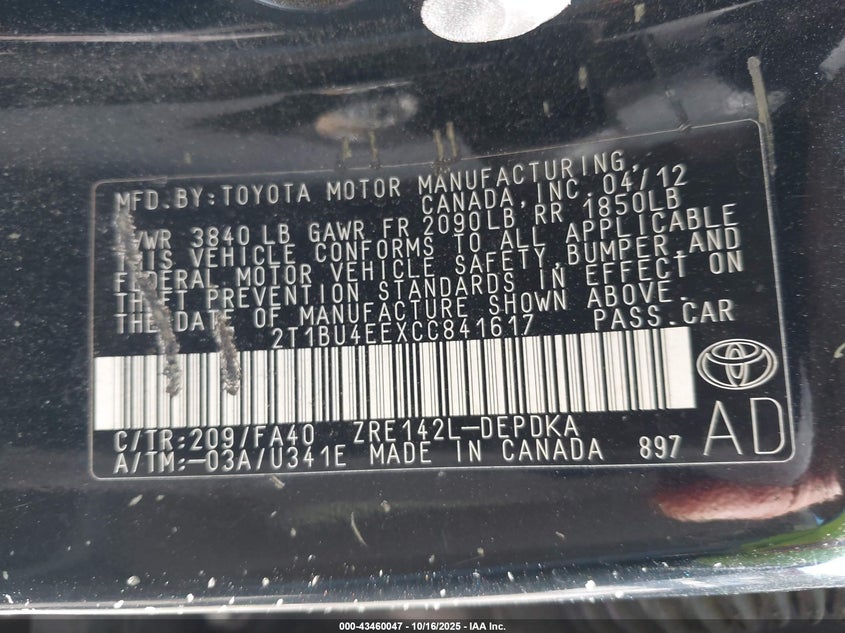 MFD.BY:TOYOTA MOTOR MANUFACTURING,
CANADA, INC. 04/12
GVWR 3840 LB GAWR FR 2090LB RR 1850LB
THIS VEHICLE CONFORMS TO ALL APPLICABLE
FEDERAL MOTOR VEHICLE SAFETY,BUMPER,AND
THEFT PREVENTION STANDARDS IN EFFECT ON
THE DATE OF MANUFACTURE SHOWN ABOVE.
2T1BU4EEXCC841617 PASS.CAR
C/TR:209/FA40 ZRE142L-DEPDKA
A/TM:-03A/U341E MADE IN CANADA 897
AD
000-43460047 - 10/16/2025 - IAA Inc.